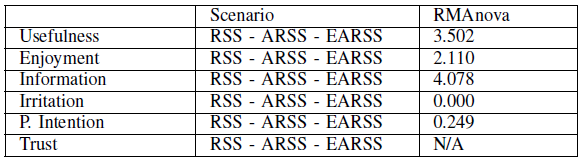 Scenario RMAnova
Usefulness RSS - ARSS - EARSS 3.502
Enjoyment RSS - ARSS - EARSS 2.110
Information RSS - ARSS - EARSS 4.078
Irritation RSS - ARSS - EARSS 0.000
P. Intention RSS - ARSS - EARSS 0.249
Trust RSS - ARSS - EARSS N/A